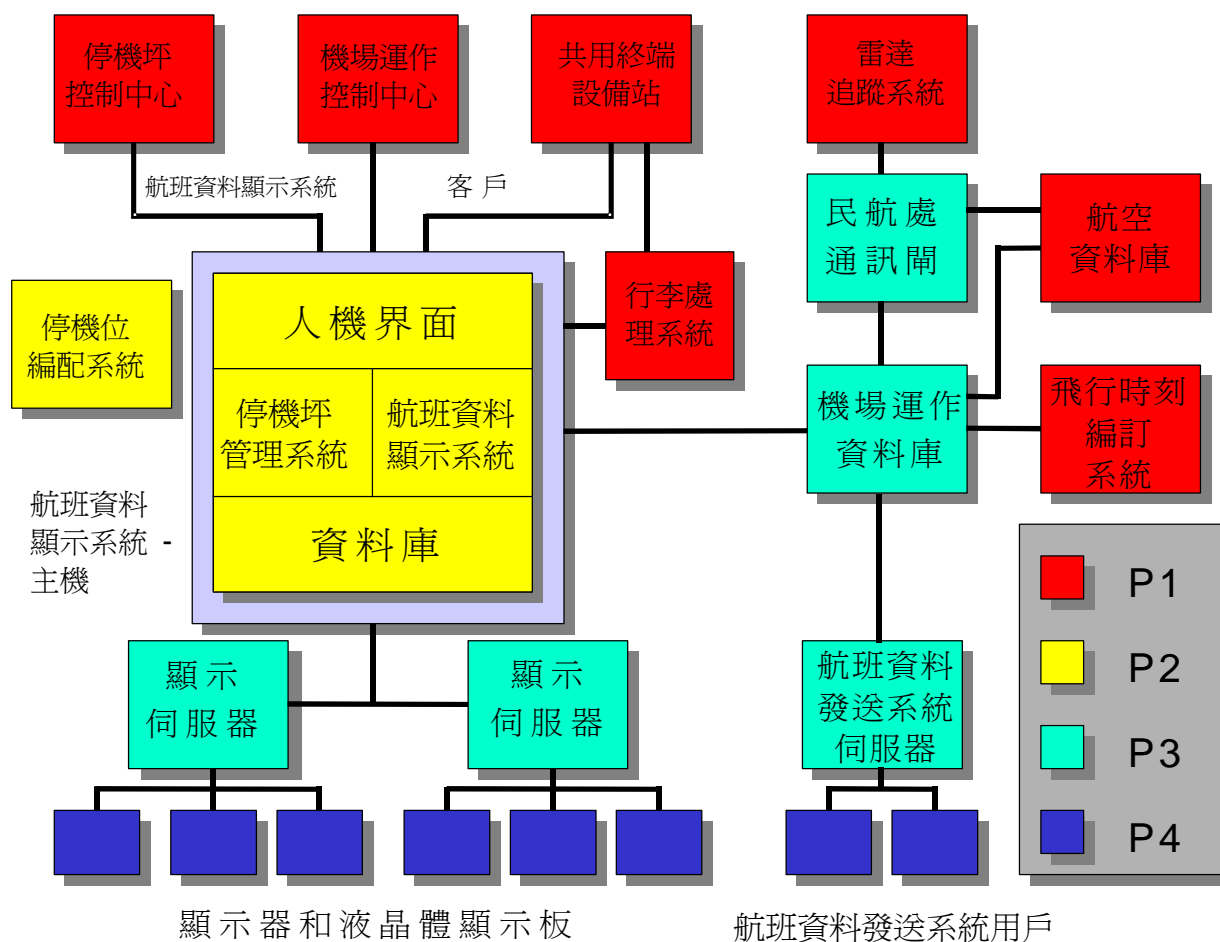 停機坪
控制中心
機場運作
控制中心
共用終端
設備站
雷達
追蹤系統
航班資料顯示系統
客戶
民航處
通訊閘
航空
資料庫
停機位
編配系統
人機界面
停機坪
管理系統
航班資料
顯示系統
資料庫
行李處
理系統
機場運作
資料庫
飛行時刻
編訂
系統
航班資料
顯示系統 -
主機
顯示
伺服器
顯示
伺服器
航班資料
發送系統
伺服器
P1
P2
P3
P4
顯示器和液晶體顯示板
航班資料發送系統用戶